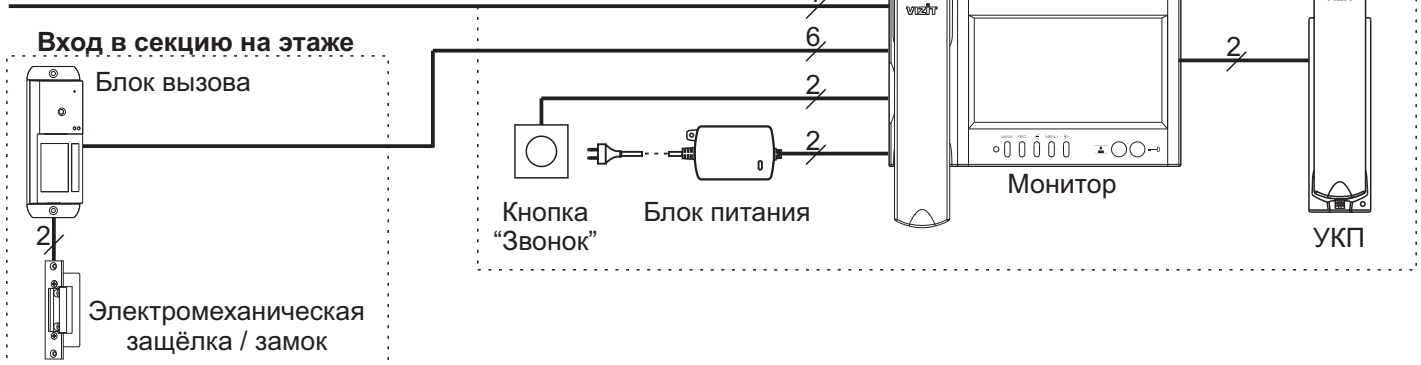 VIZIT
Вход в секцию на этаже
6
Блок вызова
2
2
2
MENU
Монитор
Кнопка
“Звонок”
Блок питания
УКП
2
Электромеханическая
защёлка / замок